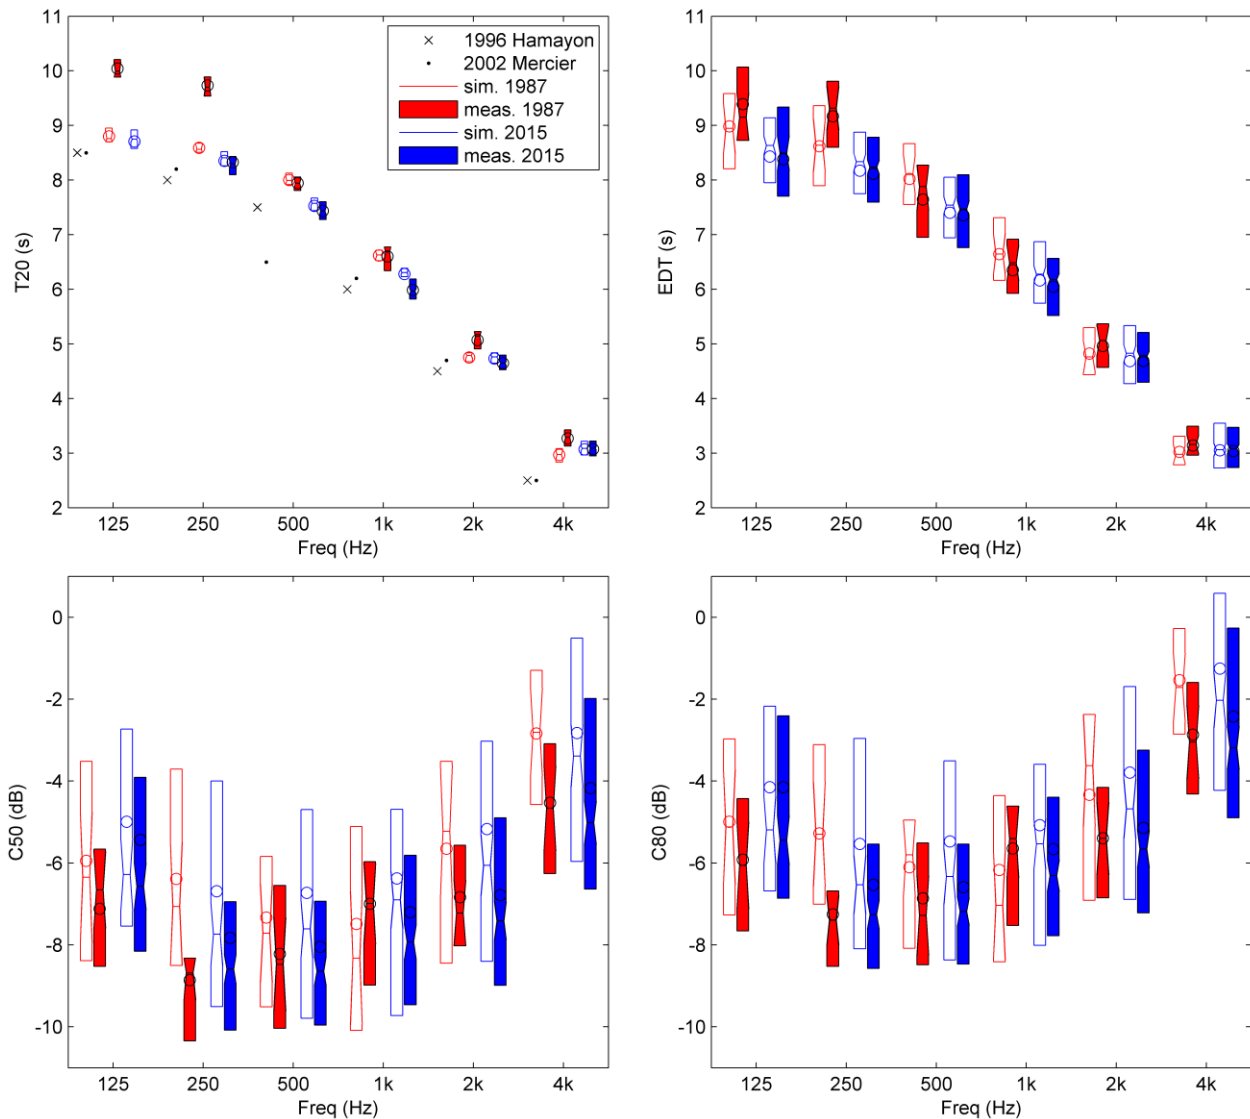 11
10
9
8
7
6
5
4
3
2
T20 (s)
125 250 500 1k 2k 4k
Freq (Hz)
1996 Hamayon
2002 Mercier
sim. 1987
meas. 1987
sim. 2015
meas. 2015
11
10
9
8
7
6
5
4
3
2
EDT (s)
125 250 500 1k 2k 4k
Freq (Hz)
0
-2
-4
-6
-8
-10
C50 (dB)
125 250 500 1k 2k 4k
Freq (Hz)
0
-2
-4
-6
-8
-10
C80 (dB)
125 250 500 1k 2k 4k
Freq (Hz)